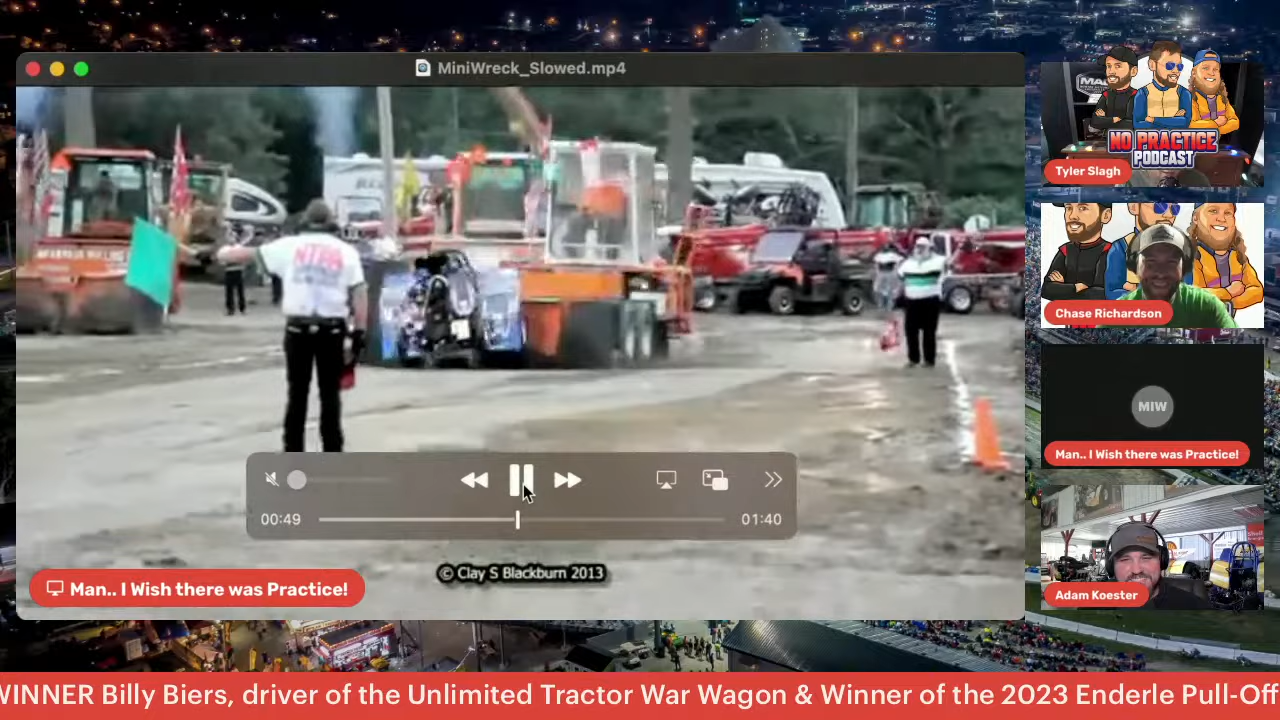 MiniWreck_Slowed.mp4
NTPA
00:49
01:40
© Clay S Blackburn 2013
Man.. I Wish there was Practice!
NO PRACTICE
PODCAST
Tyler Slagh
Chase Richardson
MIW
Man.. I Wish there was Practice!
Adam Koester
WINNER Billy Biers, driver of the Unlimited Tractor War Wagon & Winner of the 2023 Enderle Pull-Off